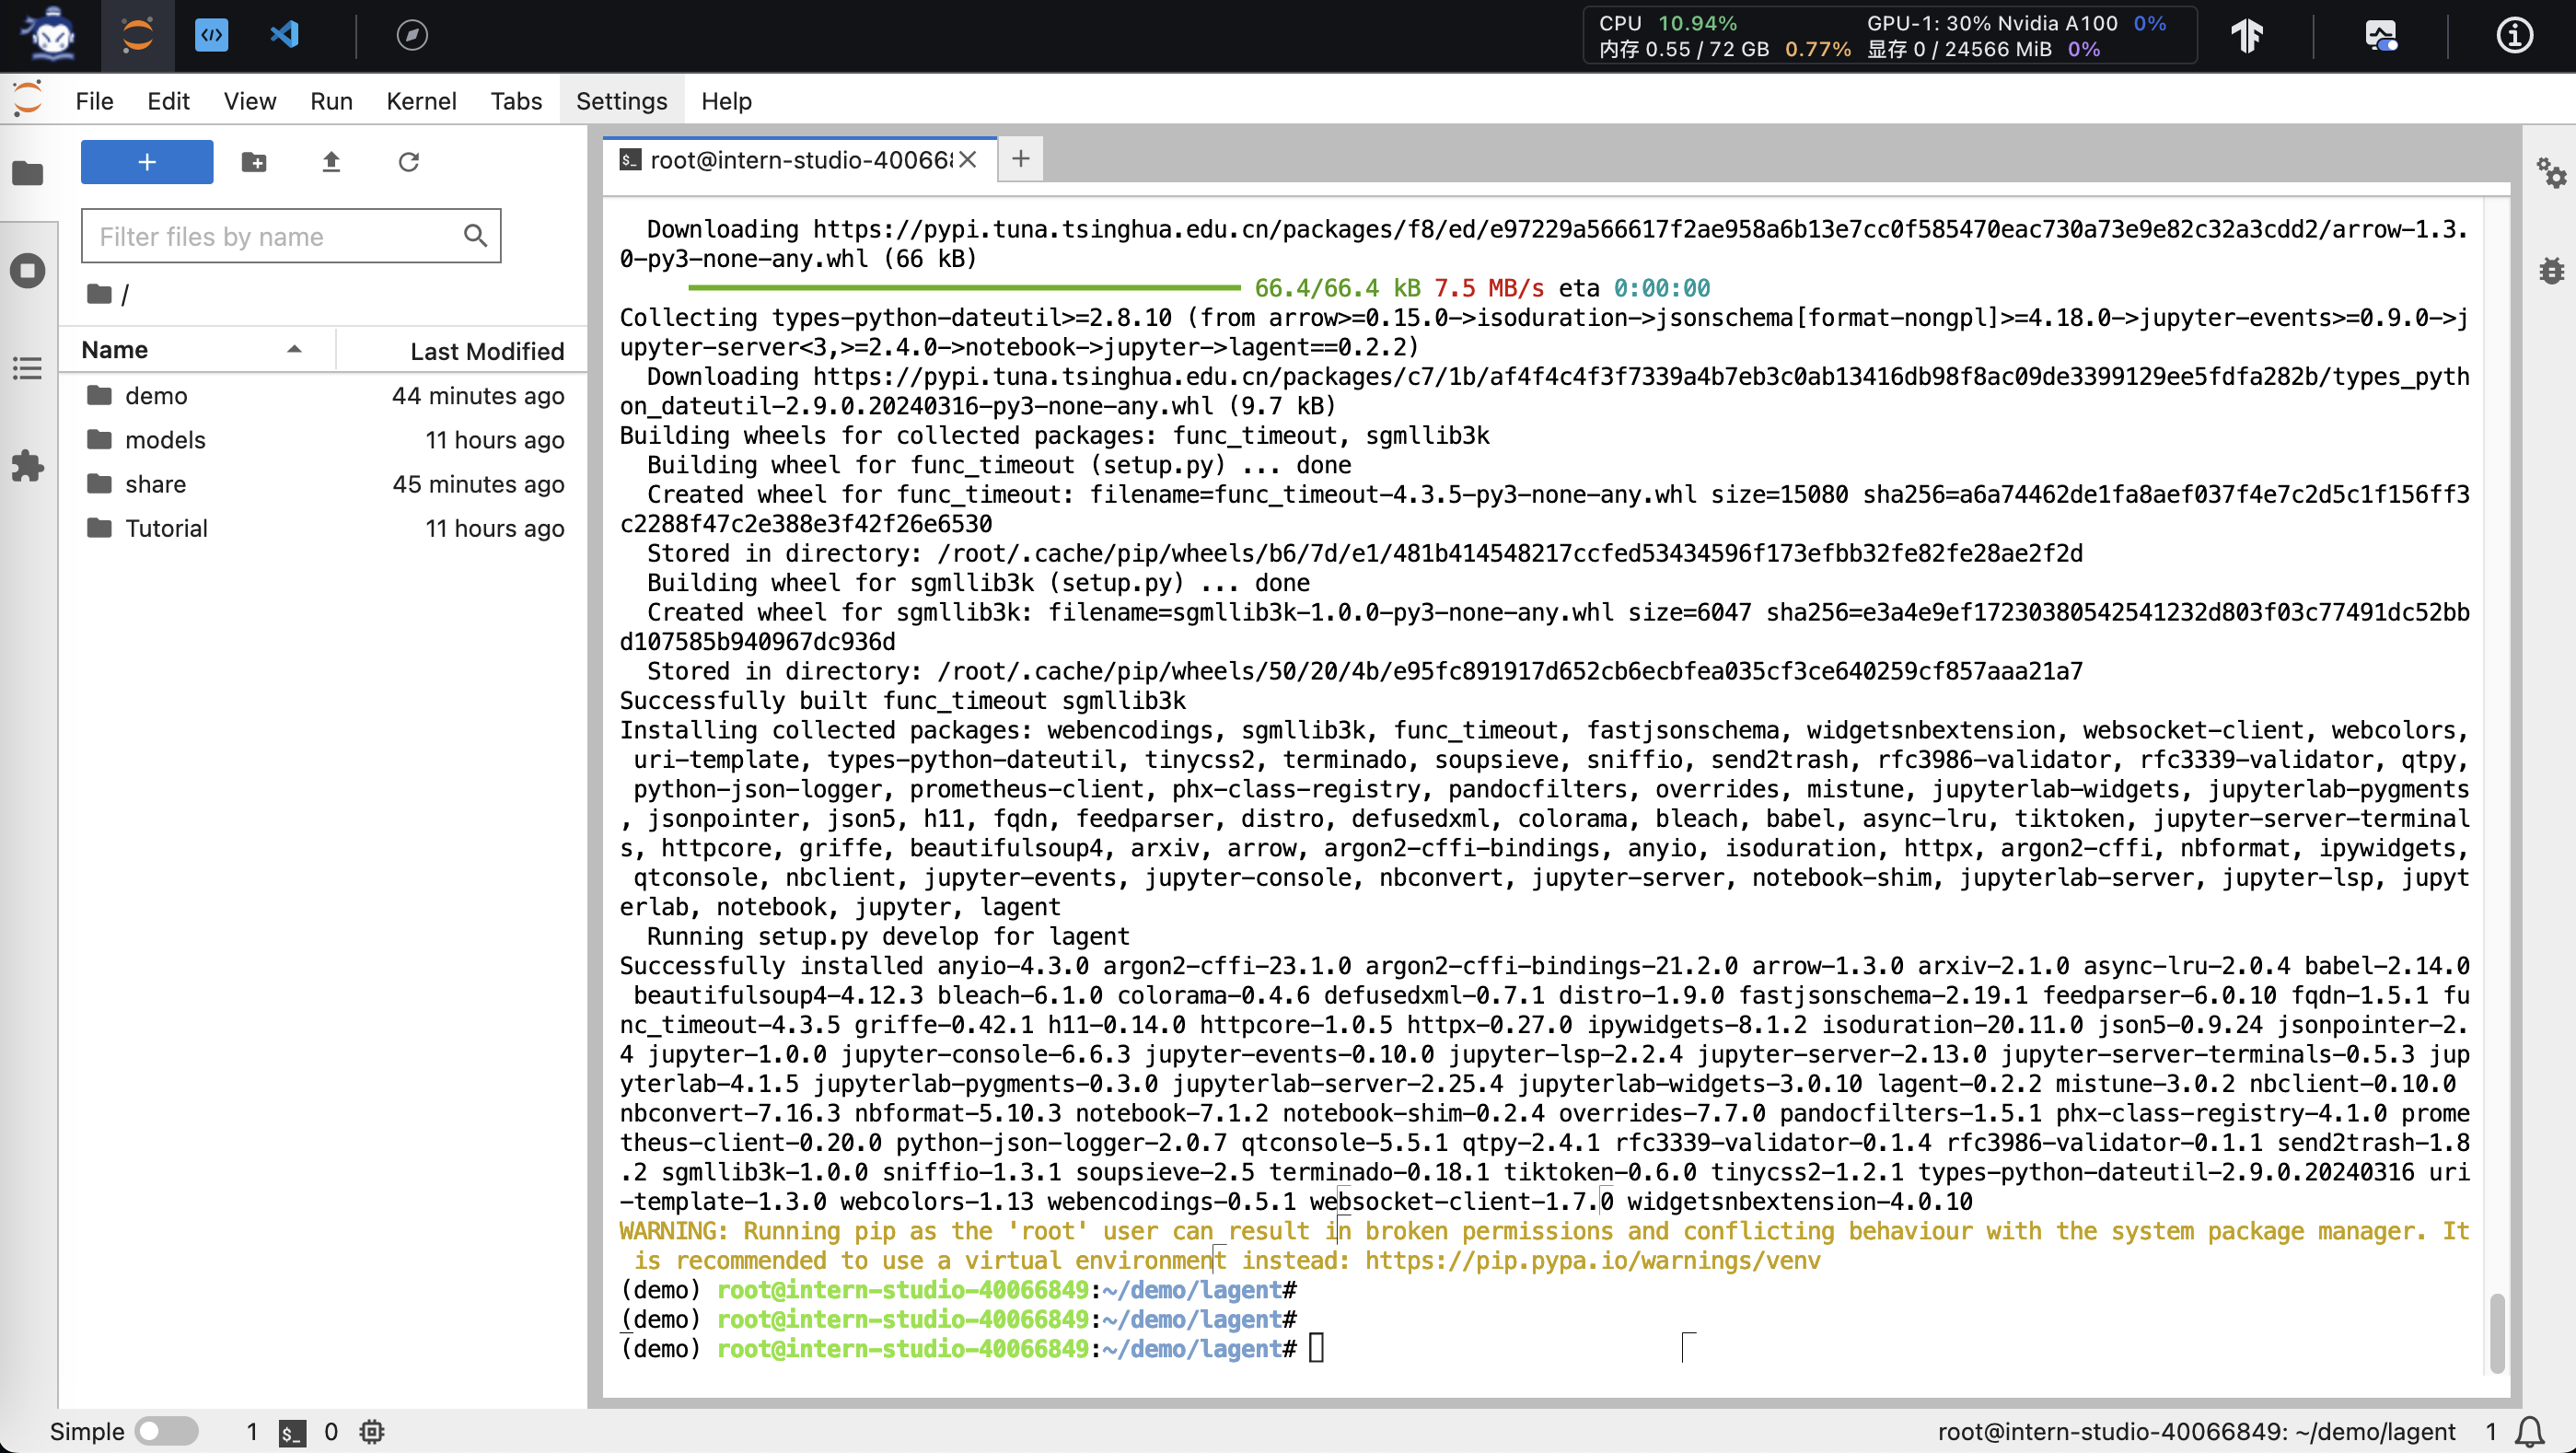 CPU 10.94% GPU-1: 30% Nvidia A100 0%
内存 0.55 / 72 GB 0.77% 显存 0 / 24566 MiB 0%
File Edit View Run Kernel Tabs Settings Help
root@intern-studio-400668
Filter files by name
/
Name Last Modified
demo 44 minutes ago
models 11 hours ago
share 45 minutes ago
Tutorial 11 hours ago
Downloading https://pypi.tuna.tsinghua.edu.cn/packages/f8/ed/e97229a566617f2ae958a6b13e7cc0f585470eac730a73e9e82c32a3cdd2/arrow-1.3.
0-py3-none-any.whl (66 kB)
66.4/66.4 kB 7.5 MB/s eta 0:00:00
Collecting types-python-dateutil>=2.8.10 (from arrow>=0.15.0->isoduration->jsonschema[format-nongpl]>=4.18.0->jupyter-events>=0.9.0->j
upyter-server<3,>=2.4.0->notebook->jupyter->lagent==0.2.2)
Downloading https://pypi.tuna.tsinghua.edu.cn/packages/c7/1b/af4f4c4f3f7339a4b7eb3c0ab13416db98f8ac09de3399129ee5fdfa282b/types_pyth
on_dateutil-2.9.0.20240316-py3-none-any.whl (9.7 kB)
Building wheels for collected packages: func_timeout, sgmllib3k
Building wheel for func_timeout (setup.py) ... done
Created wheel for func_timeout: filename=func_timeout-4.3.5-py3-none-any.whl size=15080 sha256=a6a74462de1fa8aef037f4e7c2d5c1f156ff3
c2288f47c2e388e3f42f26e6530
Stored in directory: /root/.cache/pip/wheels/b6/7d/e1/481b414548217ccfed53434596f173efbb32fe82fe28ae2f2d
Building wheel for sgmllib3k (setup.py) ... done
Created wheel for sgmllib3k: filename=sgmllib3k-1.0.0-py3-none-any.whl size=6047 sha256=e3a4e9ef17230380542541232d803f03c77491dc52bb
d107585b940967dc936d
Stored in directory: /root/.cache/pip/wheels/50/20/4b/e95fc891917d652cb6ecbfea035cf3ce640259cf857aaa21a7
Successfully built func_timeout sgmllib3k
Installing collected packages: webencodings, sgmllib3k, func_timeout, fastjsonschema, widgetsnbextension, websocket-client, webcolors,
uri-template, types-python-dateutil, tinycss2, terminado, soupsieve, sniffio, send2trash, rfc3986-validator, rfc3339-validator, qtpy,
python-json-logger, prometheus-client, phx-class-registry, pandocfilters, overrides, mistune, jupyterlab-widgets, jupyterlab-pygments
, jsonpointer, json5, h11, fqdn, feedparser, distro, defusedxml, colorama, bleach, babel, async-lru, tiktoken, jupyter-server-terminal
s, httpcore, griffe, beautifulsoup4, arxiv, arrow, argon2-cffi-bindings, anyio, isoduration, httpx, argon2-cffi, nbformat, ipywidgets,
qtconsole, nbclient, jupyter-events, jupyter-console, nbconvert, jupyter-server, notebook-shim, jupyterlab-server, jupyter-lsp, jupyt
erlab, notebook, jupyter, lagent
Running setup.py develop for lagent
Successfully installed anyio-4.3.0 argon2-cffi-23.1.0 argon2-cffi-bindings-21.2.0 arrow-1.3.0 arxiv-2.1.0 async-lru-2.0.4 babel-2.14.0
beautifulsoup4-4.12.3 bleach-6.1.0 colorama-0.4.6 defusedxml-0.7.1 distro-1.9.0 fastjsonschema-2.19.1 feedparser-6.0.10 fqdn-1.5.1 fu
nc_timeout-4.3.5 griffe-0.42.1 h11-0.14.0 httpcore-1.0.5 httpx-0.27.0 ipywidgets-8.1.2 isoduration-20.11.0 json5-0.9.24 jsonpointer-2.
4 jupyter-1.0.0 jupyter-console-6.6.3 jupyter-events-0.10.0 jupyter-lsp-2.2.4 jupyter-server-2.13.0 jupyter-server-terminals-0.5.3 jup
yterlab-4.1.5 jupyterlab-pygments-0.3.0 jupyterlab-server-2.25.4 jupyterlab-widgets-3.0.10 lagent-0.2.2 mistune-3.0.2 nbclient-0.10.0
nbconvert-7.16.3 nbformat-5.10.3 notebook-7.1.2 notebook-shim-0.2.4 overrides-7.7.0 pandocfilters-1.5.1 phx-class-registry-4.1.0 prome
theus-client-0.20.0 python-json-logger-2.0.7 qtconsole-5.5.1 qtpy-2.4.1 rfc3339-validator-0.1.4 rfc3986-validator-0.1.1 send2trash-1.8
.2 sgmllib3k-1.0.0 sniffio-1.3.1 soupsieve-2.5 terminado-0.18.1 tiktoken-0.6.0 tinycss2-1.2.1 types-python-dateutil-2.9.0.20240316 uri
-template-1.3.0 webcolors-1.13 webencodings-0.5.1 websocket-client-1.7.0 widgetsnbextension-4.0.10
WARNING: Running pip as the 'root' user can result in broken permissions and conflicting behaviour with the system package manager. It
is recommended to use a virtual environment instead: https://pip.pypa.io/warnings/venv
(demo) root@intern-studio-40066849:~/demo/lagent#
(demo) root@intern-studio-40066849:~/demo/lagent#
(demo) root@intern-studio-40066849:~/demo/lagent#
Simple 1 $_ 0 root@intern-studio-40066849: ~/demo/lagent 1